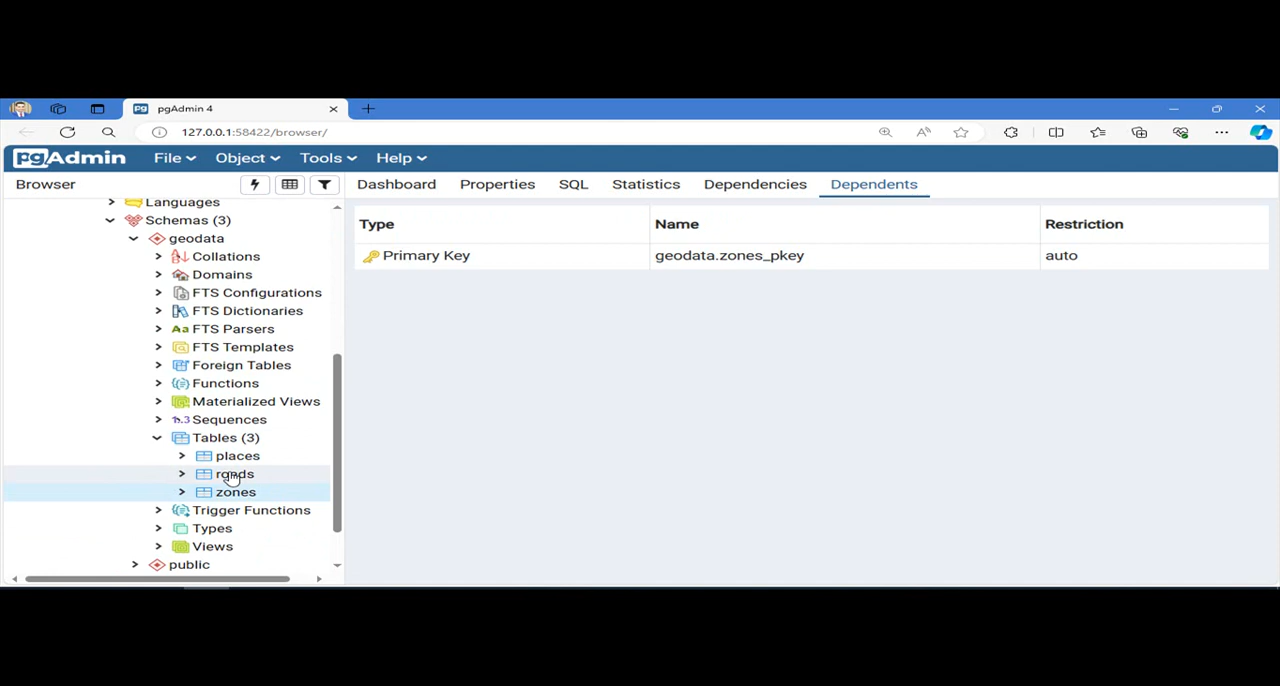 pgAdmin 4
127.0.0.1:58422/browser/
pgAdmin File Object Tools Help
Browser Dashboard Properties SQL Statistics Dependencies Dependents
Languages
Schemas (3)
geodata
Collations
Domains
FTS Configurations
FTS Dictionaries
FTS Parsers
FTS Templates
Foreign Tables
Functions
Materialized Views
1..3 Sequences
Tables (3)
places
roads
zones
Trigger Functions
Types
Views
public
Type Name Restriction
Primary Key geodata.zones_pkey auto